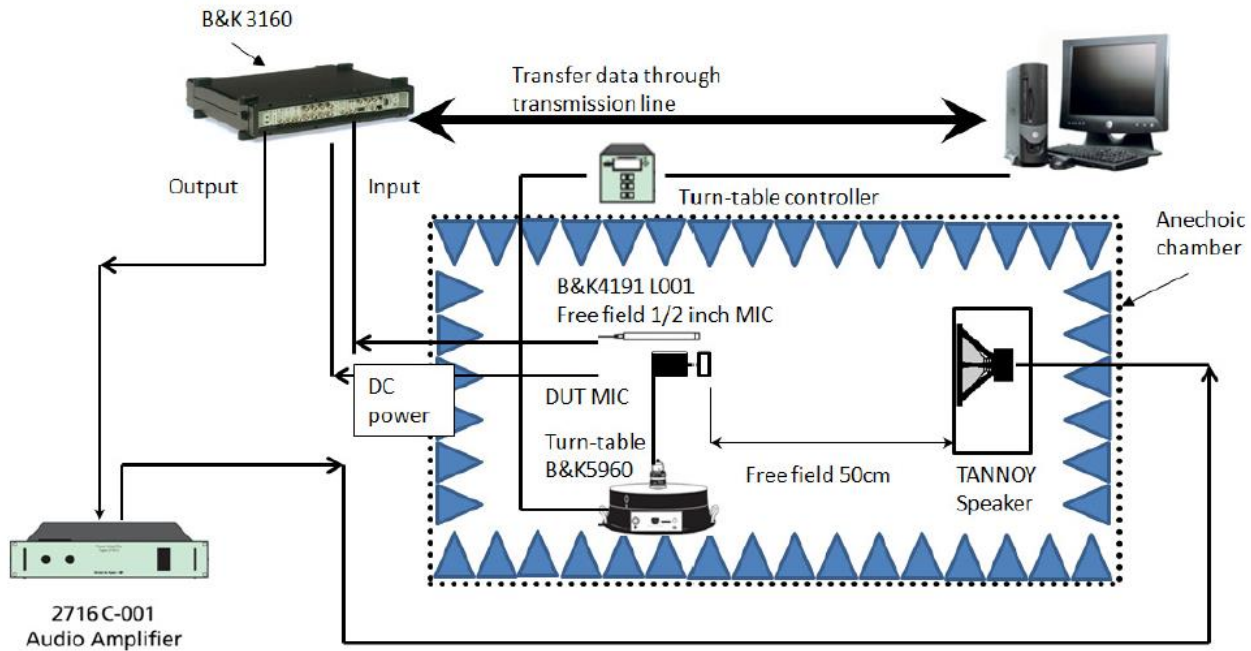 B&K 3160
Transfer data through
transmission line
Output
Input
Turn-table controller
Anechoic
chamber
B&K4191 L001
Free field 1/2 inch MIC
DC
power
DUT MIC
Turn-table
B&K5960
Free field 50cm
TANNOY
Speaker
2716 C-001
Audio Amplifier